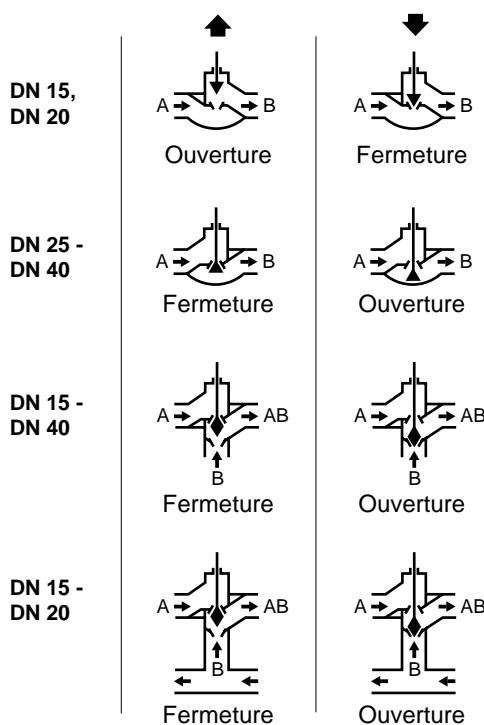 DN 15,
DN 20
A B
A B
Ouverture Fermeture
DN 25 -
DN 40
A B
A B
Fermeture Ouverture
DN 15 -
DN 40
A AB
A AB
B B
Fermeture Ouverture
DN 15 -
DN 20
A AB
A AB
B B
Fermeture Ouverture